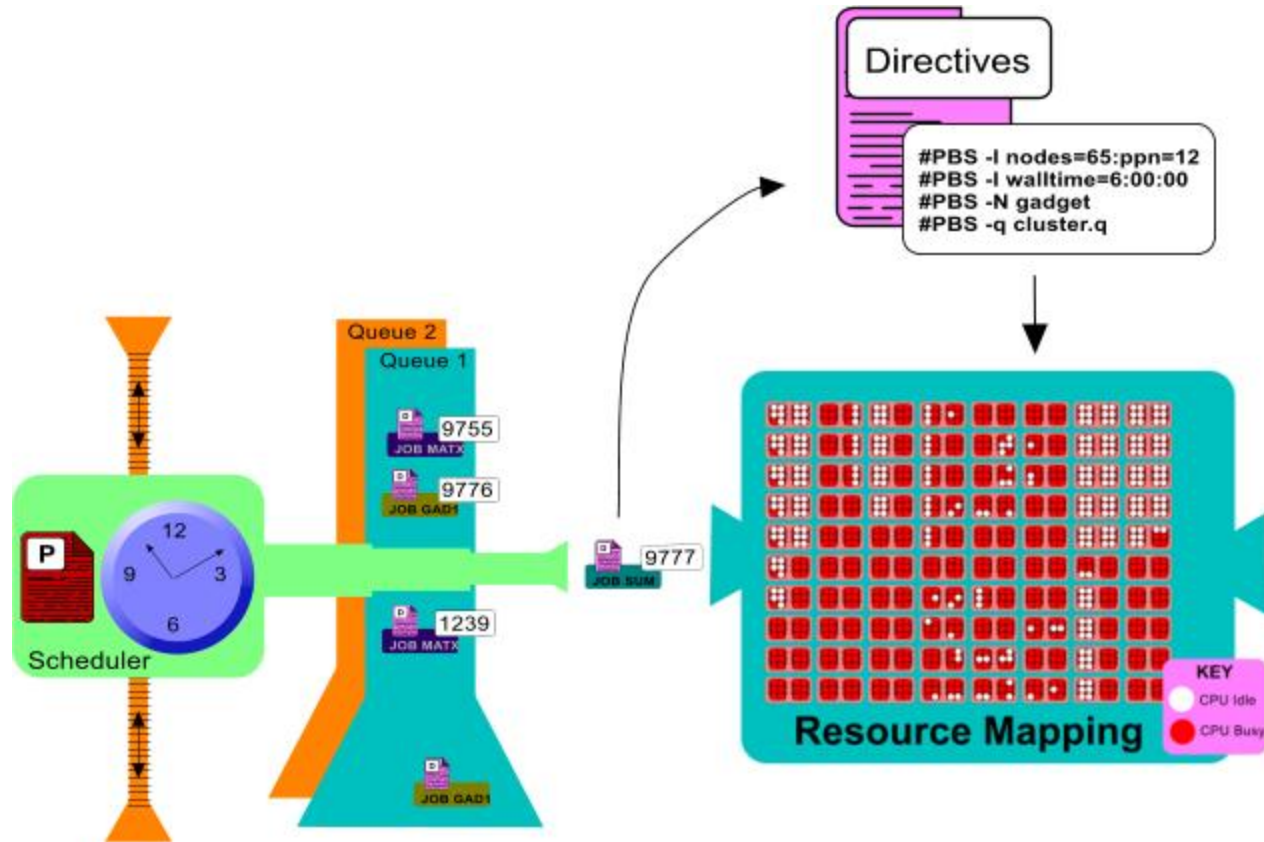 Directives
#PBS -l nodes=65:ppn=12
#PBS -l walltime=6:00:00
#PBS -N gadget
#PBS -q cluster.q
Queue 2
Queue 1
9755
JOB MATX
9776
JOB GAD1
P
12
9
3
6
Scheduler
9777
JOB SUM
1239
JOB MATX
D
JOB GAD1
KEY
CPU Idle
CPU Busy
Resource Mapping